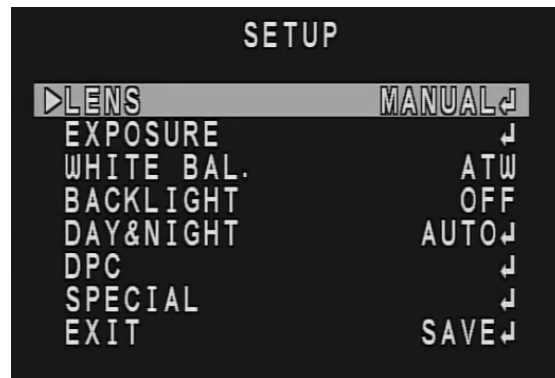 SETUP
▷LENS MANUAL↲
EXPOSURE ↲
WHITE BAL. ATW
BACKLIGHT OFF
DAY&NIGHT AUTO↲
DPC ↲
SPECIAL ↲
EXIT SAVE↲